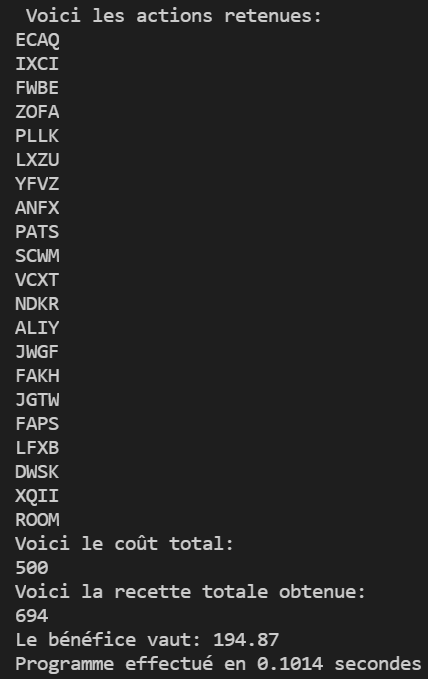 Voici les actions retenues:
ECAQ
IXCI
FWBE
ZOFA
PLLK
LXZU
YFVZ
ANFX
PATS
SCWM
VCXT
NDKR
ALIY
JWGF
FAKH
JGTW
FAPS
LFXB
DWSK
XQII
ROOM
Voici le coût total:
500
Voici la recette totale obtenue:
694
Le bénéfice vaut: 194.87
Programme effectué en 0.1014 secondes